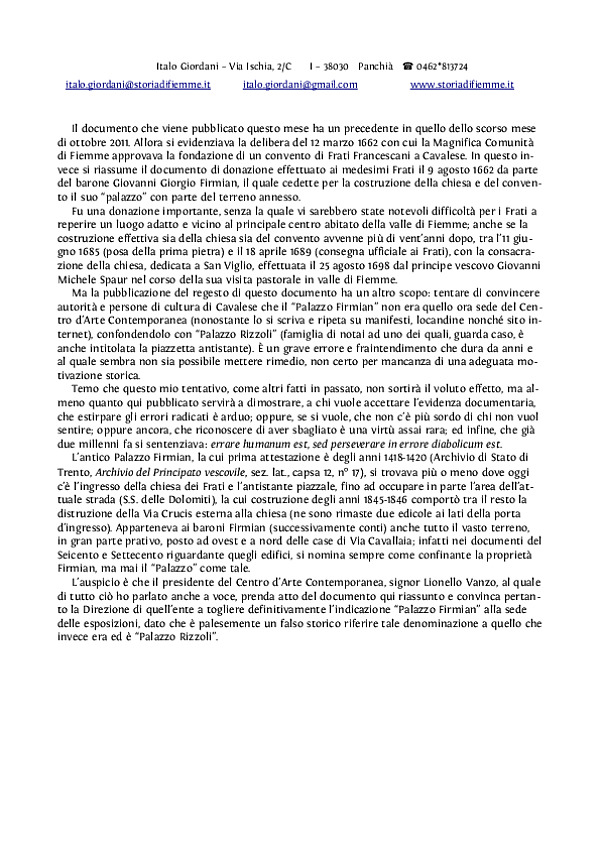 Italo Giordani – Via Ischia, 2/C I – 38030 Panchià ☎ 0462*813724
italo.giordani@storiadifiemme.it italo.giordani@gmail.com www.storiadifiemme.it
Il documento che viene pubblicato questo mese ha un precedente in quello dello scorso mese
di ottobre 2011. Allora si evidenziava la delibera del 12 marzo 1662 con cui la Magnifica Comunità
di Fiemme approvava la fondazione di un convento di Frati Francescani a Cavalese. In questo in-
vece si riassume il documento di donazione effettuato ai medesimi Frati il 9 agosto 1662 da parte
del barone Giovanni Giorgio Firmian, il quale cedette per la costruzione della chiesa e del conven-
to il suo “palazzo” con parte del terreno annesso.
Fu una donazione importante, senza la quale vi sarebbero state notevoli difficoltà per i Frati a
reperire un luogo adatto e vicino al principale centro abitato della valle di Fiemme; anche se la
costruzione effettiva sia della chiesa sia del convento avvenne più di vent’anni dopo, tra l’11 giu-
gno 1685 (posa della prima pietra) e il 18 aprile 1689 (consegna ufficiale ai Frati), con la consacra-
zione della chiesa, dedicata a San Vigilio, effettuata il 25 agosto 1698 dal principe vescovo Giovanni
Michele Spaur nel corso della sua visita pastorale in valle di Fiemme.
Ma la pubblicazione del regesto di questo documento ha un altro scopo: tentare di convincere
autorità e persone di cultura di Cavalese che il “Palazzo Firmian” non era quello ora sede del Cen-
tro d’Arte Contemporanea (nonostante lo si scriva e ripeta su manifesti, locandine nonché sito in-
ternet), confondendolo con “Palazzo Rizzoli” (famiglia di notai ad uno dei quali, guarda caso, è
anche intitolata la piazzetta antistante). È un grave errore e fraintendimento che dura da anni e
al quale sembra non sia possibile mettere rimedio, non certo per mancanza di una adeguata mo-
tivazione storica.
Temo che questo mio tentativo, come altri fatti in passato, non sortirà il voluto effetto, ma al-
meno quanto qui pubblicato servirà a dimostrare, a chi vuole accettare l’evidenza documentaria,
che estirpare gli errori radicati è arduo; oppure, se si vuole, che non c’è più sordo di chi non vuol
sentire; oppure ancora, che riconoscere di aver sbagliato è una virtù assai rara; ed infine, che già
due millenni fa si sentenziava: errare humanum est, sed perseverare in errore diabolicum est.
L’antico Palazzo Firmian, la cui prima attestazione è degli anni 1418-1420 (Archivio di Stato di
Trento, Archivio del Principato vescovile, sez. lat., capsa 12, n° 17), si trovava più o meno dove oggi
c’è l’ingresso della chiesa dei Frati e l’antistante piazzale, fino ad occupare in parte l’area dell’at-
tuale strada (S.S. delle Dolomiti), la cui costruzione degli anni 1845-1846 comportò tra il resto la
distruzione della Via Crucis esterna alla chiesa (ne sono rimaste due edicole ai lati della porta
d’ingresso). Apparteneva ai baroni Firmian (successivamente conti) anche tutto il vasto terreno,
in gran parte prativo, posto ad ovest e a nord delle case di Via Cavallaia; infatti nei documenti del
Seicento e Settecento riguardante quegli edifici, si nomina sempre come confinante la proprietà
Firmian, ma mai il “Palazzo” come tale.
L’auspicio è che il presidente del Centro d’Arte Contemporanea, signor Lionello Vanzo, al quale
di tutto ciò ho parlato anche a voce, prenda atto del documento qui riassunto e convinca pertan-
to la Direzione di quell’ente a togliere definitivamente l’indicazione “Palazzo Firmian” alla sede
delle esposizioni, dato che è palesemente un falso storico riferire tale denominazione a quello che
invece era ed è “Palazzo Rizzoli”.